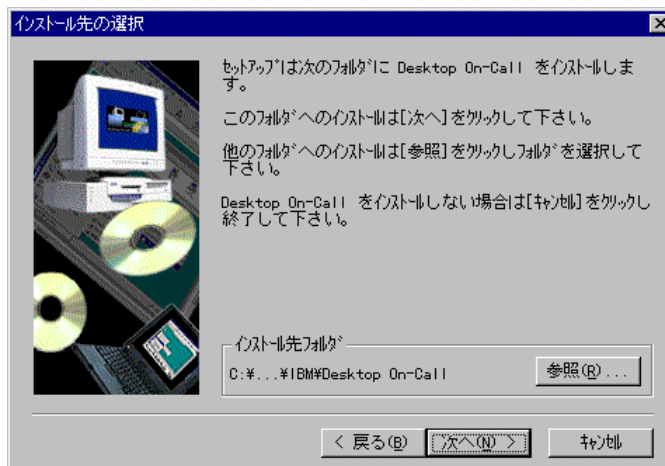 インストール先の選択
ｾｯﾄｱｯﾌﾟは次のﾌｫﾙﾀﾞに Desktop On-Call をｲﾝｽﾄｰﾙしま
す。
このﾌｫﾙﾀﾞへのｲﾝｽﾄｰﾙは[次へ]をｸﾘｯｸして下さい。
他のﾌｫﾙﾀﾞへのｲﾝｽﾄｰﾙは[参照]をｸﾘｯｸしﾌｫﾙﾀﾞを選択して
下さい。
Desktop On-Call をｲﾝｽﾄｰﾙしない場合は[ｷｬﾝｾﾙ]をｸﾘｯｸし
終了して下さい。
ｲﾝｽﾄｰﾙ先ﾌｫﾙﾀﾞ
C:¥...¥IBM¥Desktop On-Call
参照(R)...
< 戻る(B)
次へ(N) >
ｷｬﾝｾﾙ